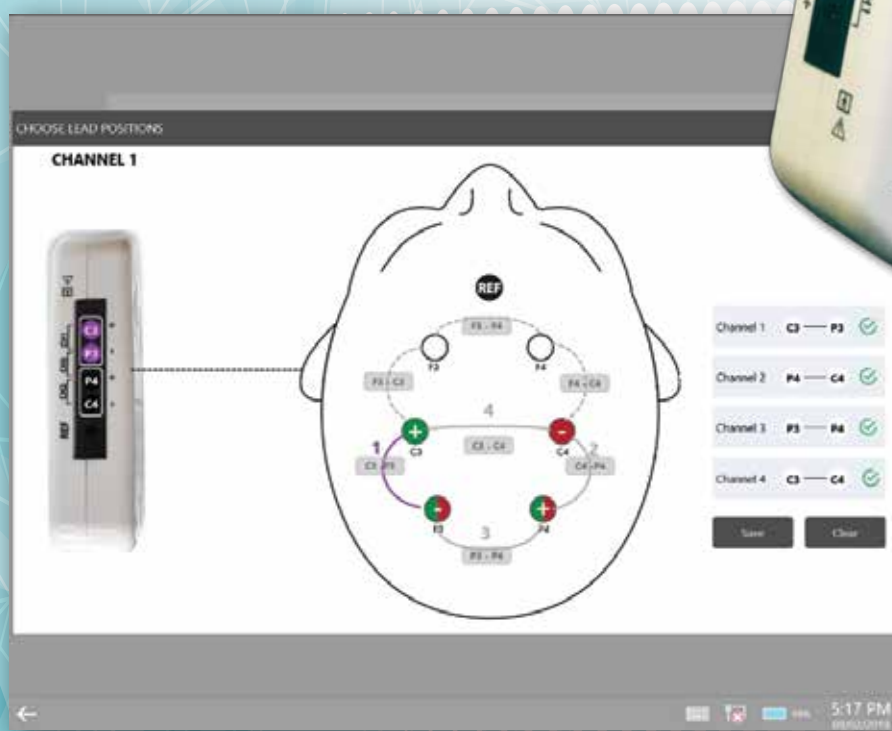 CHOOSE LEAD POSITIONS
CHANNEL 1
REF
F3 - F4
F3
F4
F3 - C3
F4 - C4
4
+
-
C3
C4
C3 - C4
1
2
C3 - P3
C4 - P4
-
+
P3
P4
3
P3 - P4
C3
P3
P4
C4
CH1
CH2
REF
Channel 1 C3 — P3
Channel 2 P4 — C4
Channel 3 P3 — P4
Channel 4 C3 — C4
Save Clear
5:17 PM